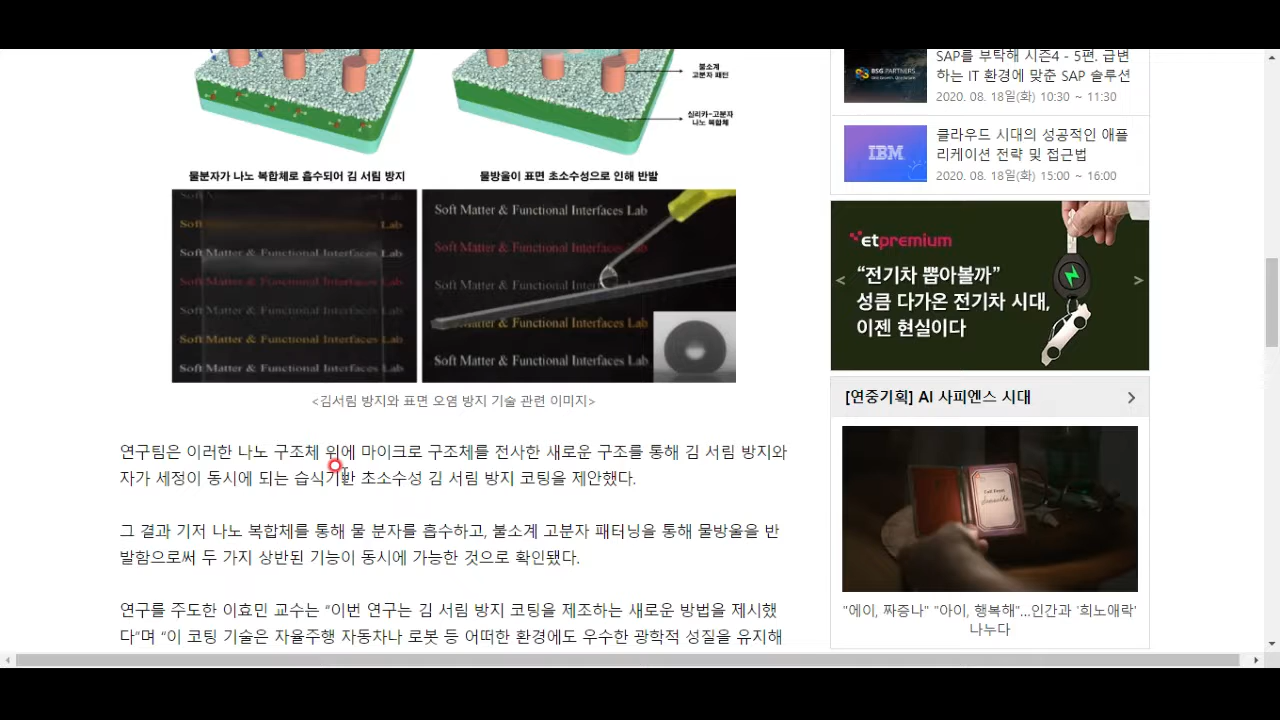 불소계
고분자 패턴
실리카-고분자
나노 복합체
물분자가 나노 복합체로 흡수되어 김 서림 방지
물방울이 표면 초소수성으로 인해 반발
Soft
Lab
Soft Matter & Functional Interfaces Lab
Soft Matter & Functional Interfaces Lab
Soft Matter & Functional Interfaces Lab
Soft Matter & Functional Interfaces Lab
Soft Matter & Functional Interfaces Lab
Soft Matter & Functional Interfaces Lab
Soft Matter & Functional Interfaces Lab
Soft Matter & Functional Interfaces Lab
Soft Matter & Functional Interfaces Lab
Soft Matter & Functional Interfaces Lab
<김서림 방지와 표면 오염 방지 기술 관련 이미지>
연구팀은 이러한 나노 구조체 위에 마이크로 구조체를 전사한 새로운 구조를 통해 김 서림 방지와
자가 세정이 동시에 되는 습식기반 초소수성 김 서림 방지 코팅을 제안했다.
그 결과 기저 나노 복합체를 통해 물 분자를 흡수하고, 불소계 고분자 패터닝을 통해 물방울을 반
발함으로써 두 가지 상반된 기능이 동시에 가능한 것으로 확인됐다.
연구를 주도한 이효민 교수는 “이번 연구는 김 서림 방지 코팅을 제조하는 새로운 방법을 제시했
다”며 “이 코팅 기술은 자율주행 자동차나 로봇 등 어떠한 환경에도 우수한 광학적 성질을 유지해
BSG PARTNERS
SAP를 부탁해 시즌4 - 5편. 급변
하는 IT 환경에 맞춘 SAP 솔루션
2020. 08. 18일(화) 10:30 ~ 11:30
IBM
클라우드 시대의 성공적인 애플
리케이션 전략 및 접근법
2020. 08. 18일(화) 15:00 ~ 16:00
etpremium
“전기차 뽑아볼까”
성큼 다가온 전기차 시대,
이젠 현실이다
[연중기획] AI 사피엔스 시대
"에이, 짜증나" "아이, 행복해"...인간과 '희노애락'
나누다